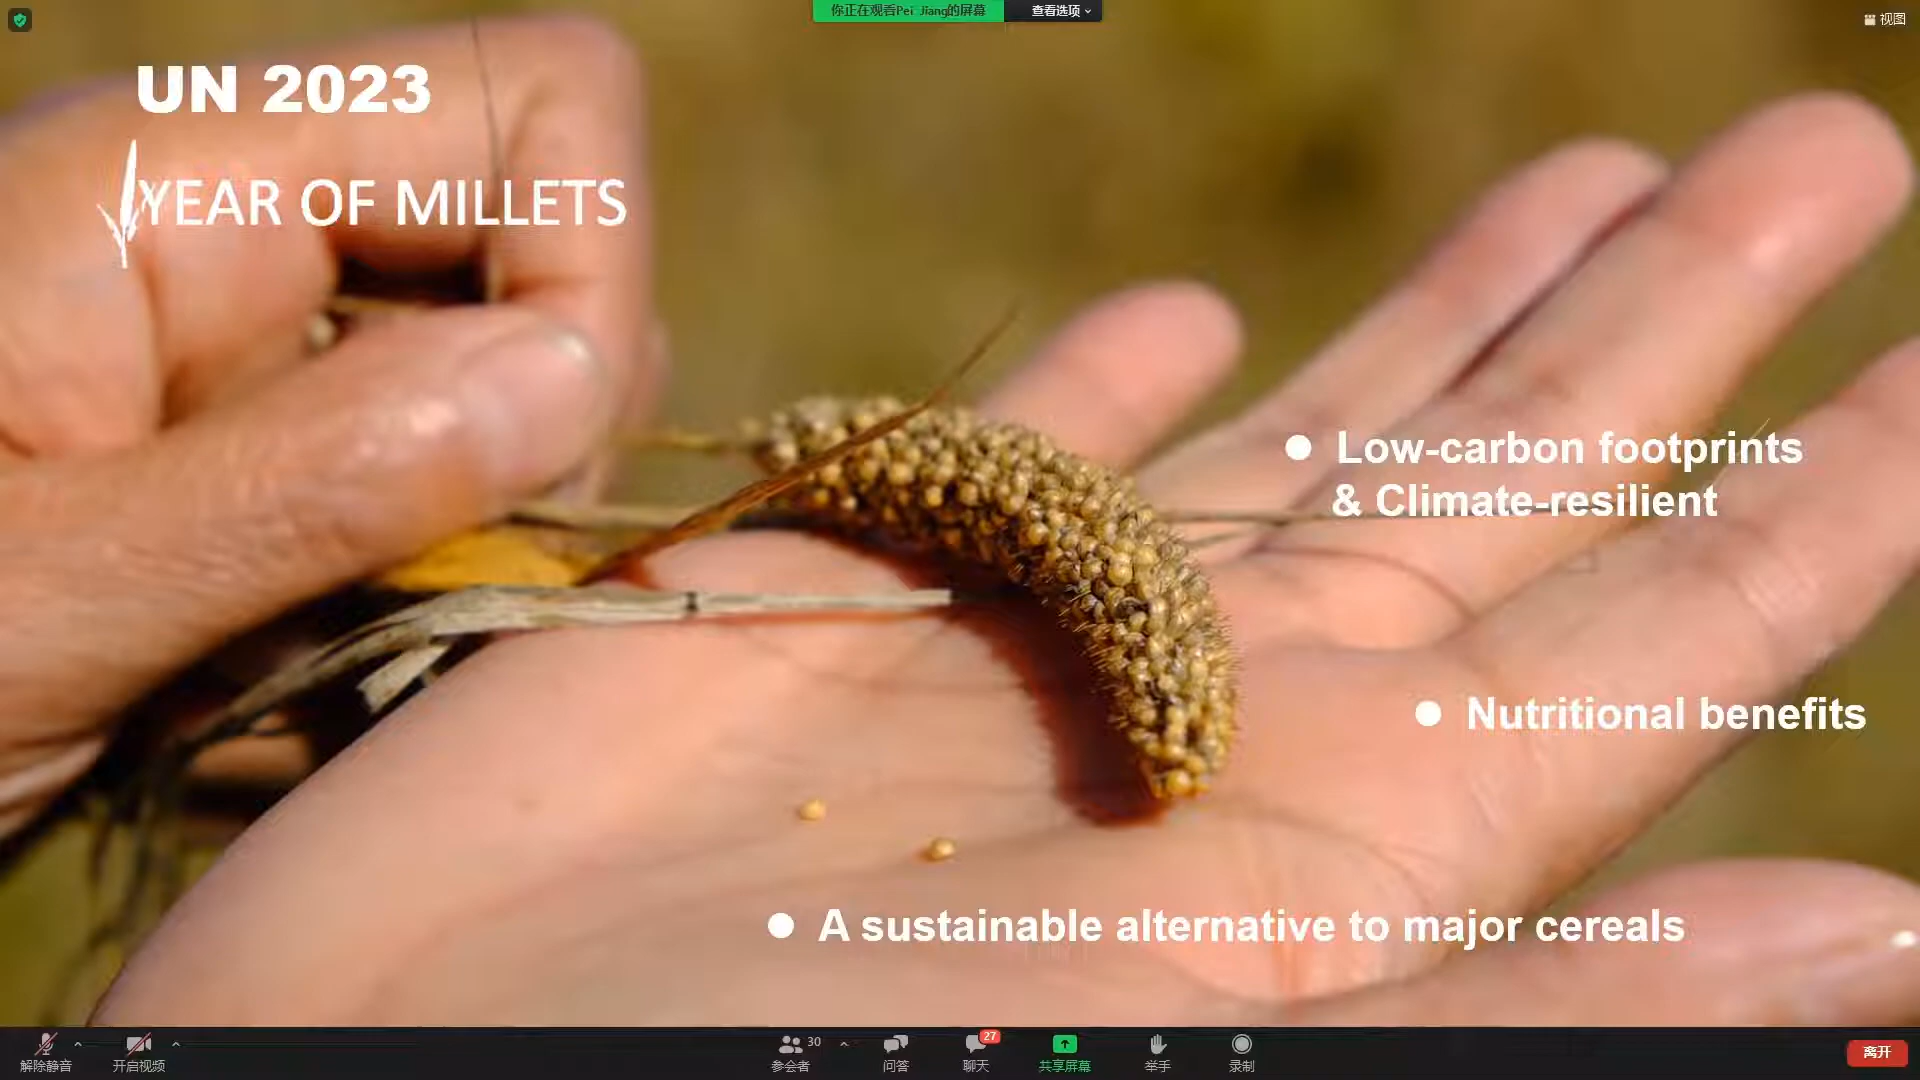 你正在观看Pei Jiang的屏幕
查看选项
视图
UN 2023
YEAR OF MILLETS
Low-carbon footprints
& Climate-resilient
Nutritional benefits
A sustainable alternative to major cereals
解除静音
开启视频
30
参会者
问答
27
聊天
共享屏幕
举手
录制
离开